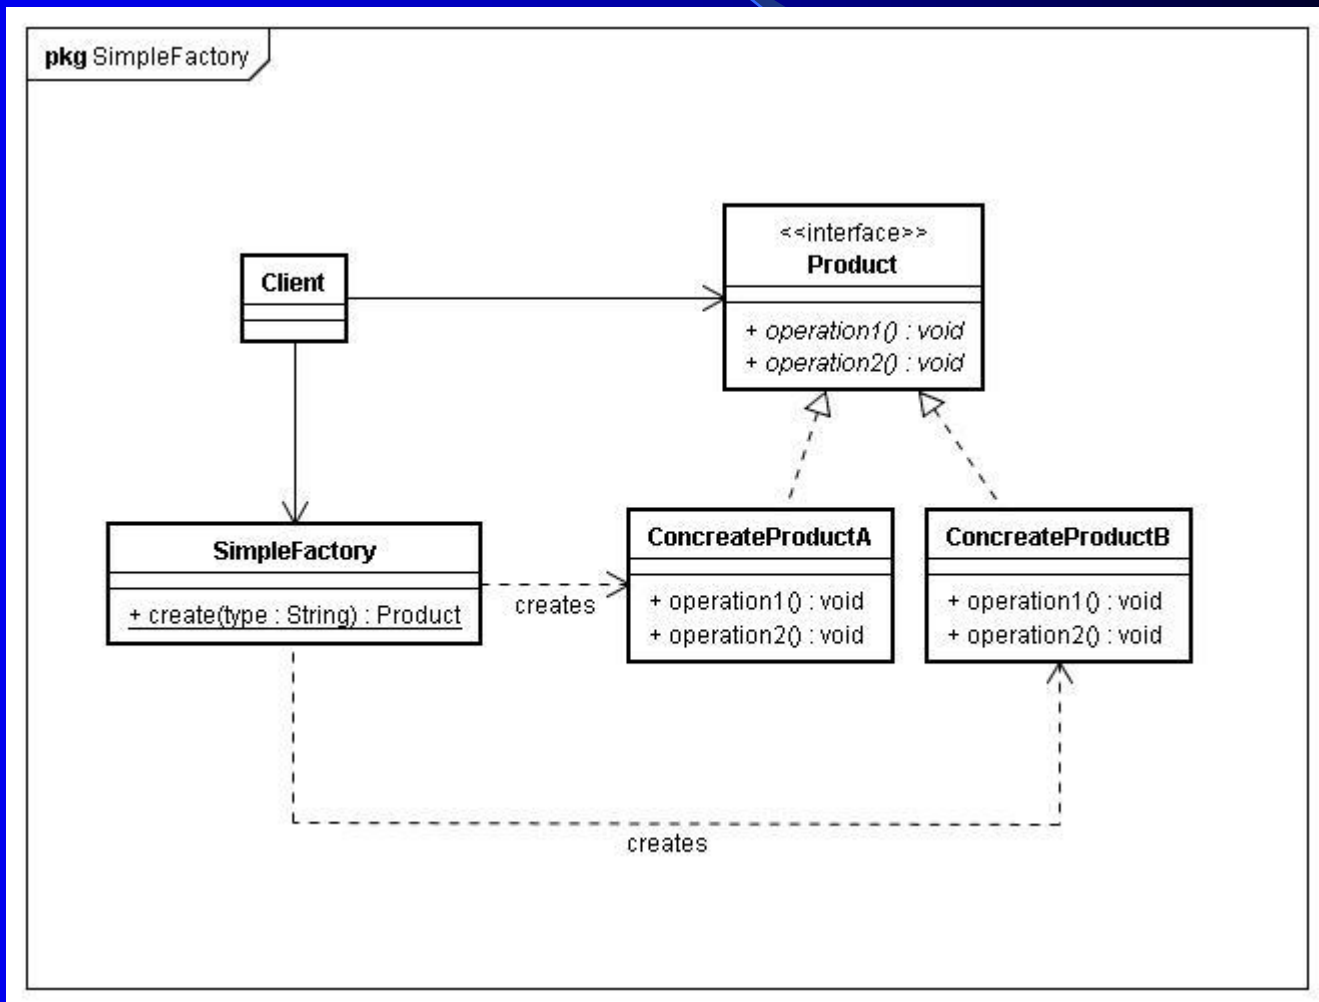 pkg SimpleFactory
<<interface>>
Product
+ operation1() : void
+ operation2() : void
Client
SimpleFactory
+ create(type : String) : Product
creates
ConcreateProductA
+ operation1() : void
+ operation2() : void
ConcreateProductB
+ operation1() : void
+ operation2() : void
creates